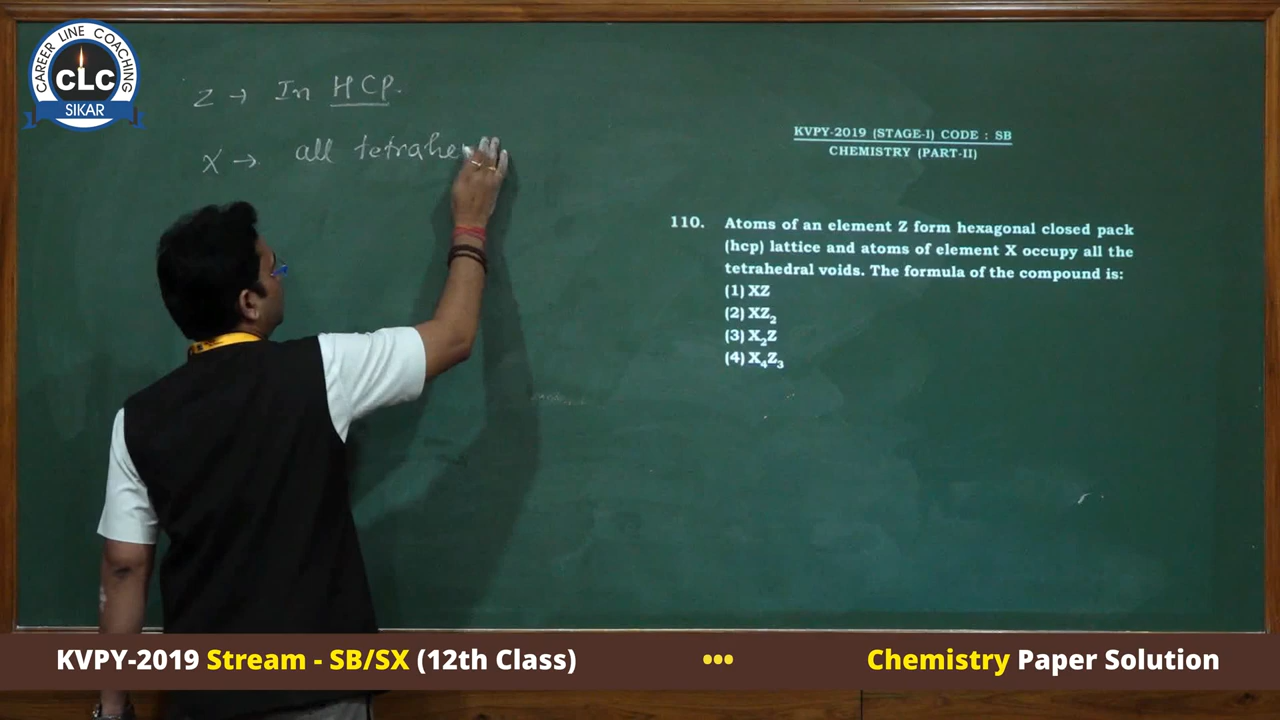 CAREER LINE COACHING
CLC
SIKAR
Z → In HCP.
X → all tetrahe
KVPY-2019 (STAGE-I) CODE : SB
CHEMISTRY (PART-II)
110. Atoms of an element Z form hexagonal closed pack
(hcp) lattice and atoms of element X occupy all the
tetrahedral voids. The formula of the compound is:
(1) XZ
(2) XZ₂
(3) X₂Z
(4) X₄Z₃
KVPY-2019 Stream - SB/SX (12th Class) ••• Chemistry Paper Solution